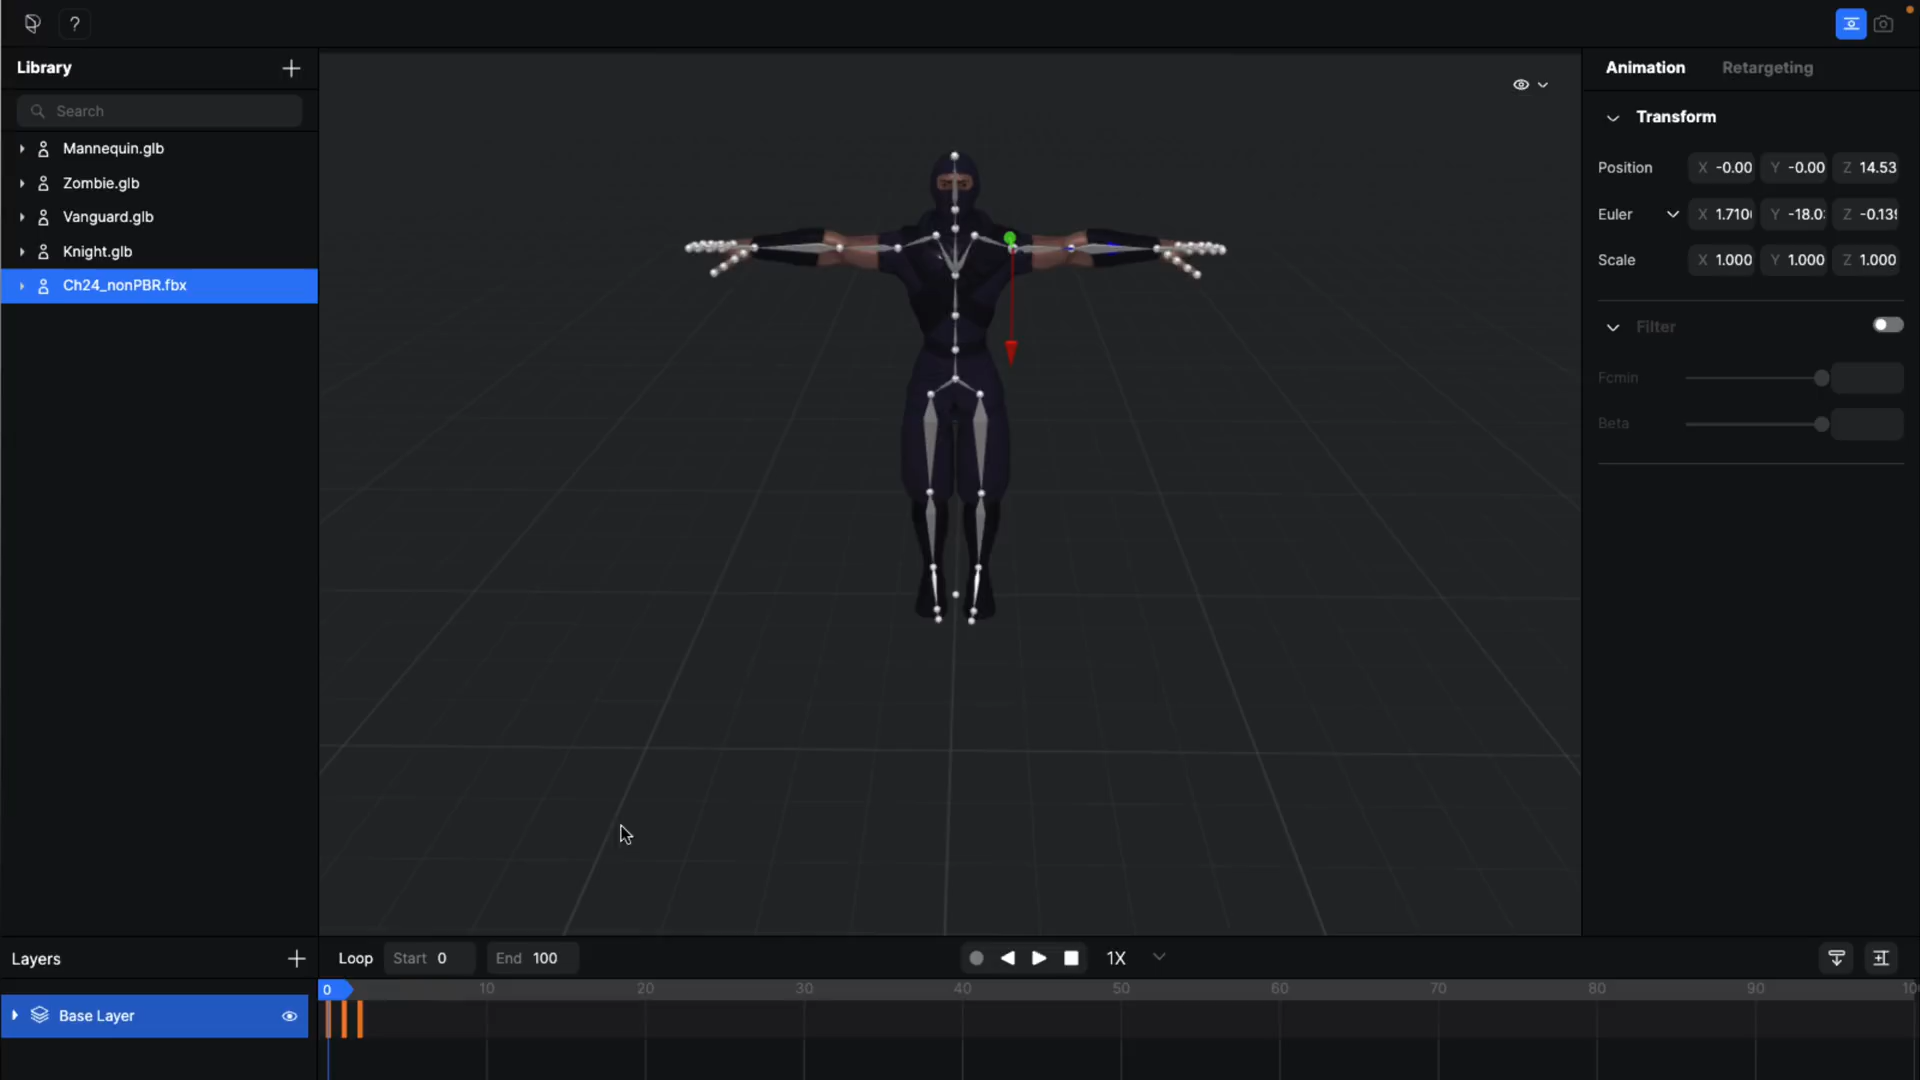 ?
Library
Search
Mannequin.glb
Zombie.glb
Vanguard.glb
Knight.glb
Ch24_nonPBR.fbx
Animation Retargeting
Transform
Position X -0.00 Y -0.00 Z 14.53
Euler X 1.710 Y -18.0 Z -0.139
Scale X 1.000 Y 1.000 Z 1.000
Filter
Fcmin
Beta
Layers
Loop Start 0 End 100
1X
0 10 20 30 40 50 60 70 80 90 10
Base Layer